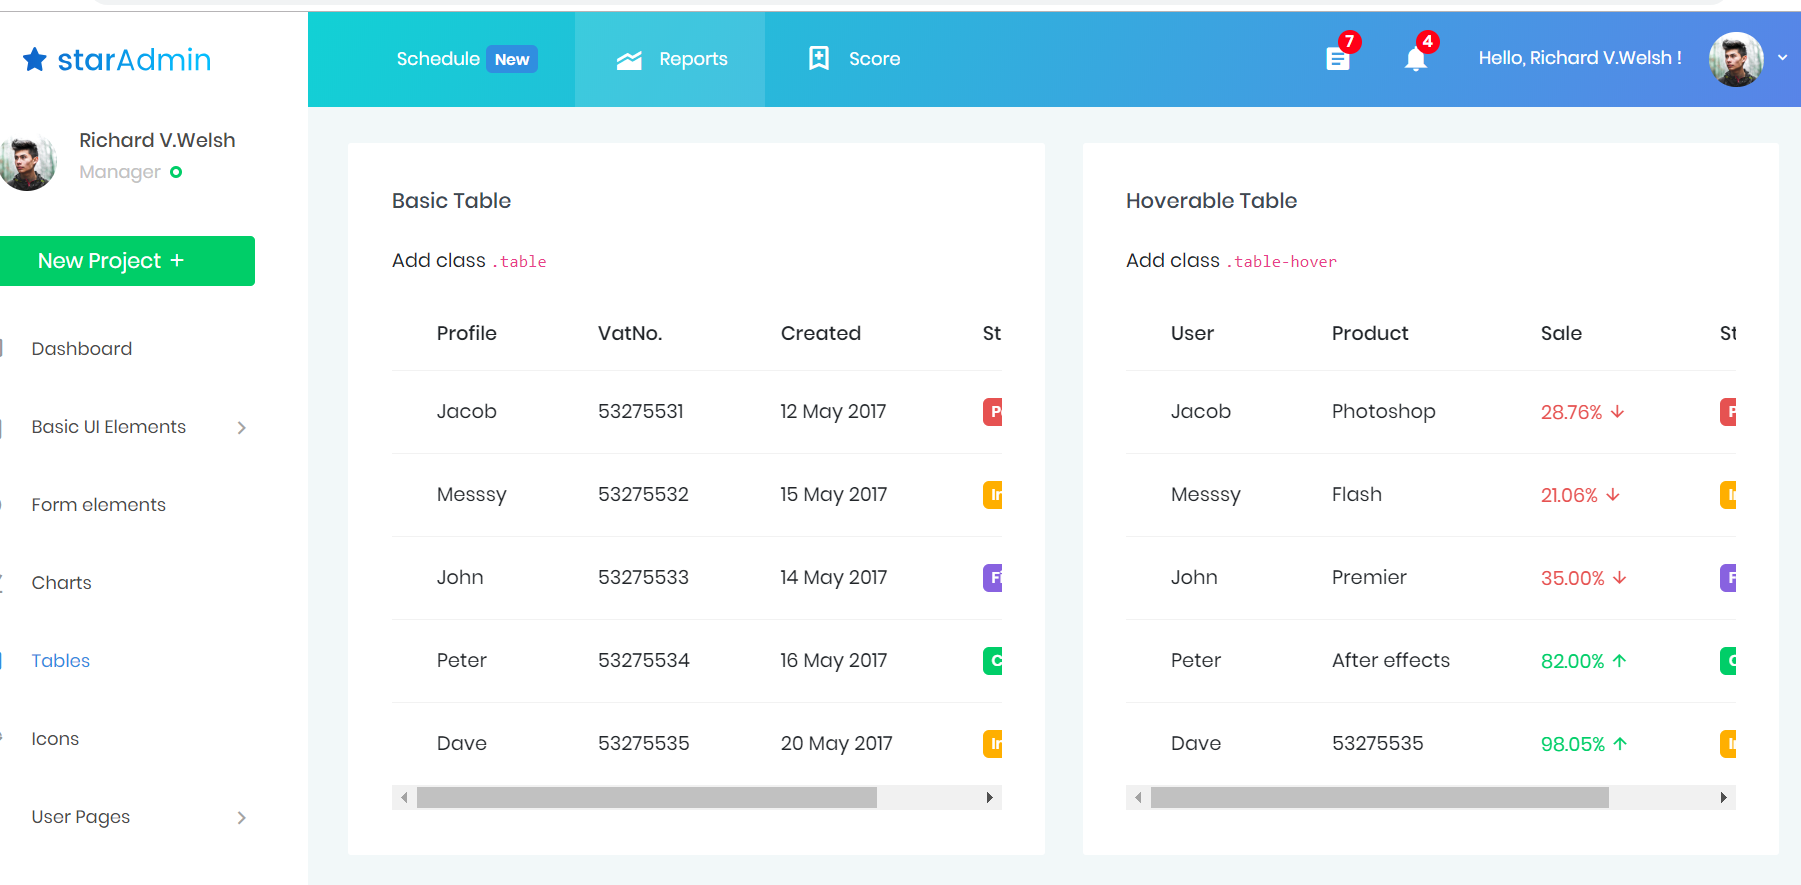 starAdmin
Schedule New
Reports
Score
7
4
Hello, Richard V.Welsh !
Richard V.Welsh
Manager
New Project +
Dashboard
Basic UI Elements
Form elements
Charts
Tables
Icons
User Pages
Basic Table
Add class .table
Profile VatNo. Created St
Jacob 53275531 12 May 2017 P
Messsy 53275532 15 May 2017 In
John 53275533 14 May 2017 Fi
Peter 53275534 16 May 2017 C
Dave 53275535 20 May 2017 In
Hoverable Table
Add class .table-hover
User Product Sale St
Jacob Photoshop 28.76% ↓ P
Messsy Flash 21.06% ↓ I
John Premier 35.00% ↓ F
Peter After effects 82.00% ↑ C
Dave 53275535 98.05% ↑ I